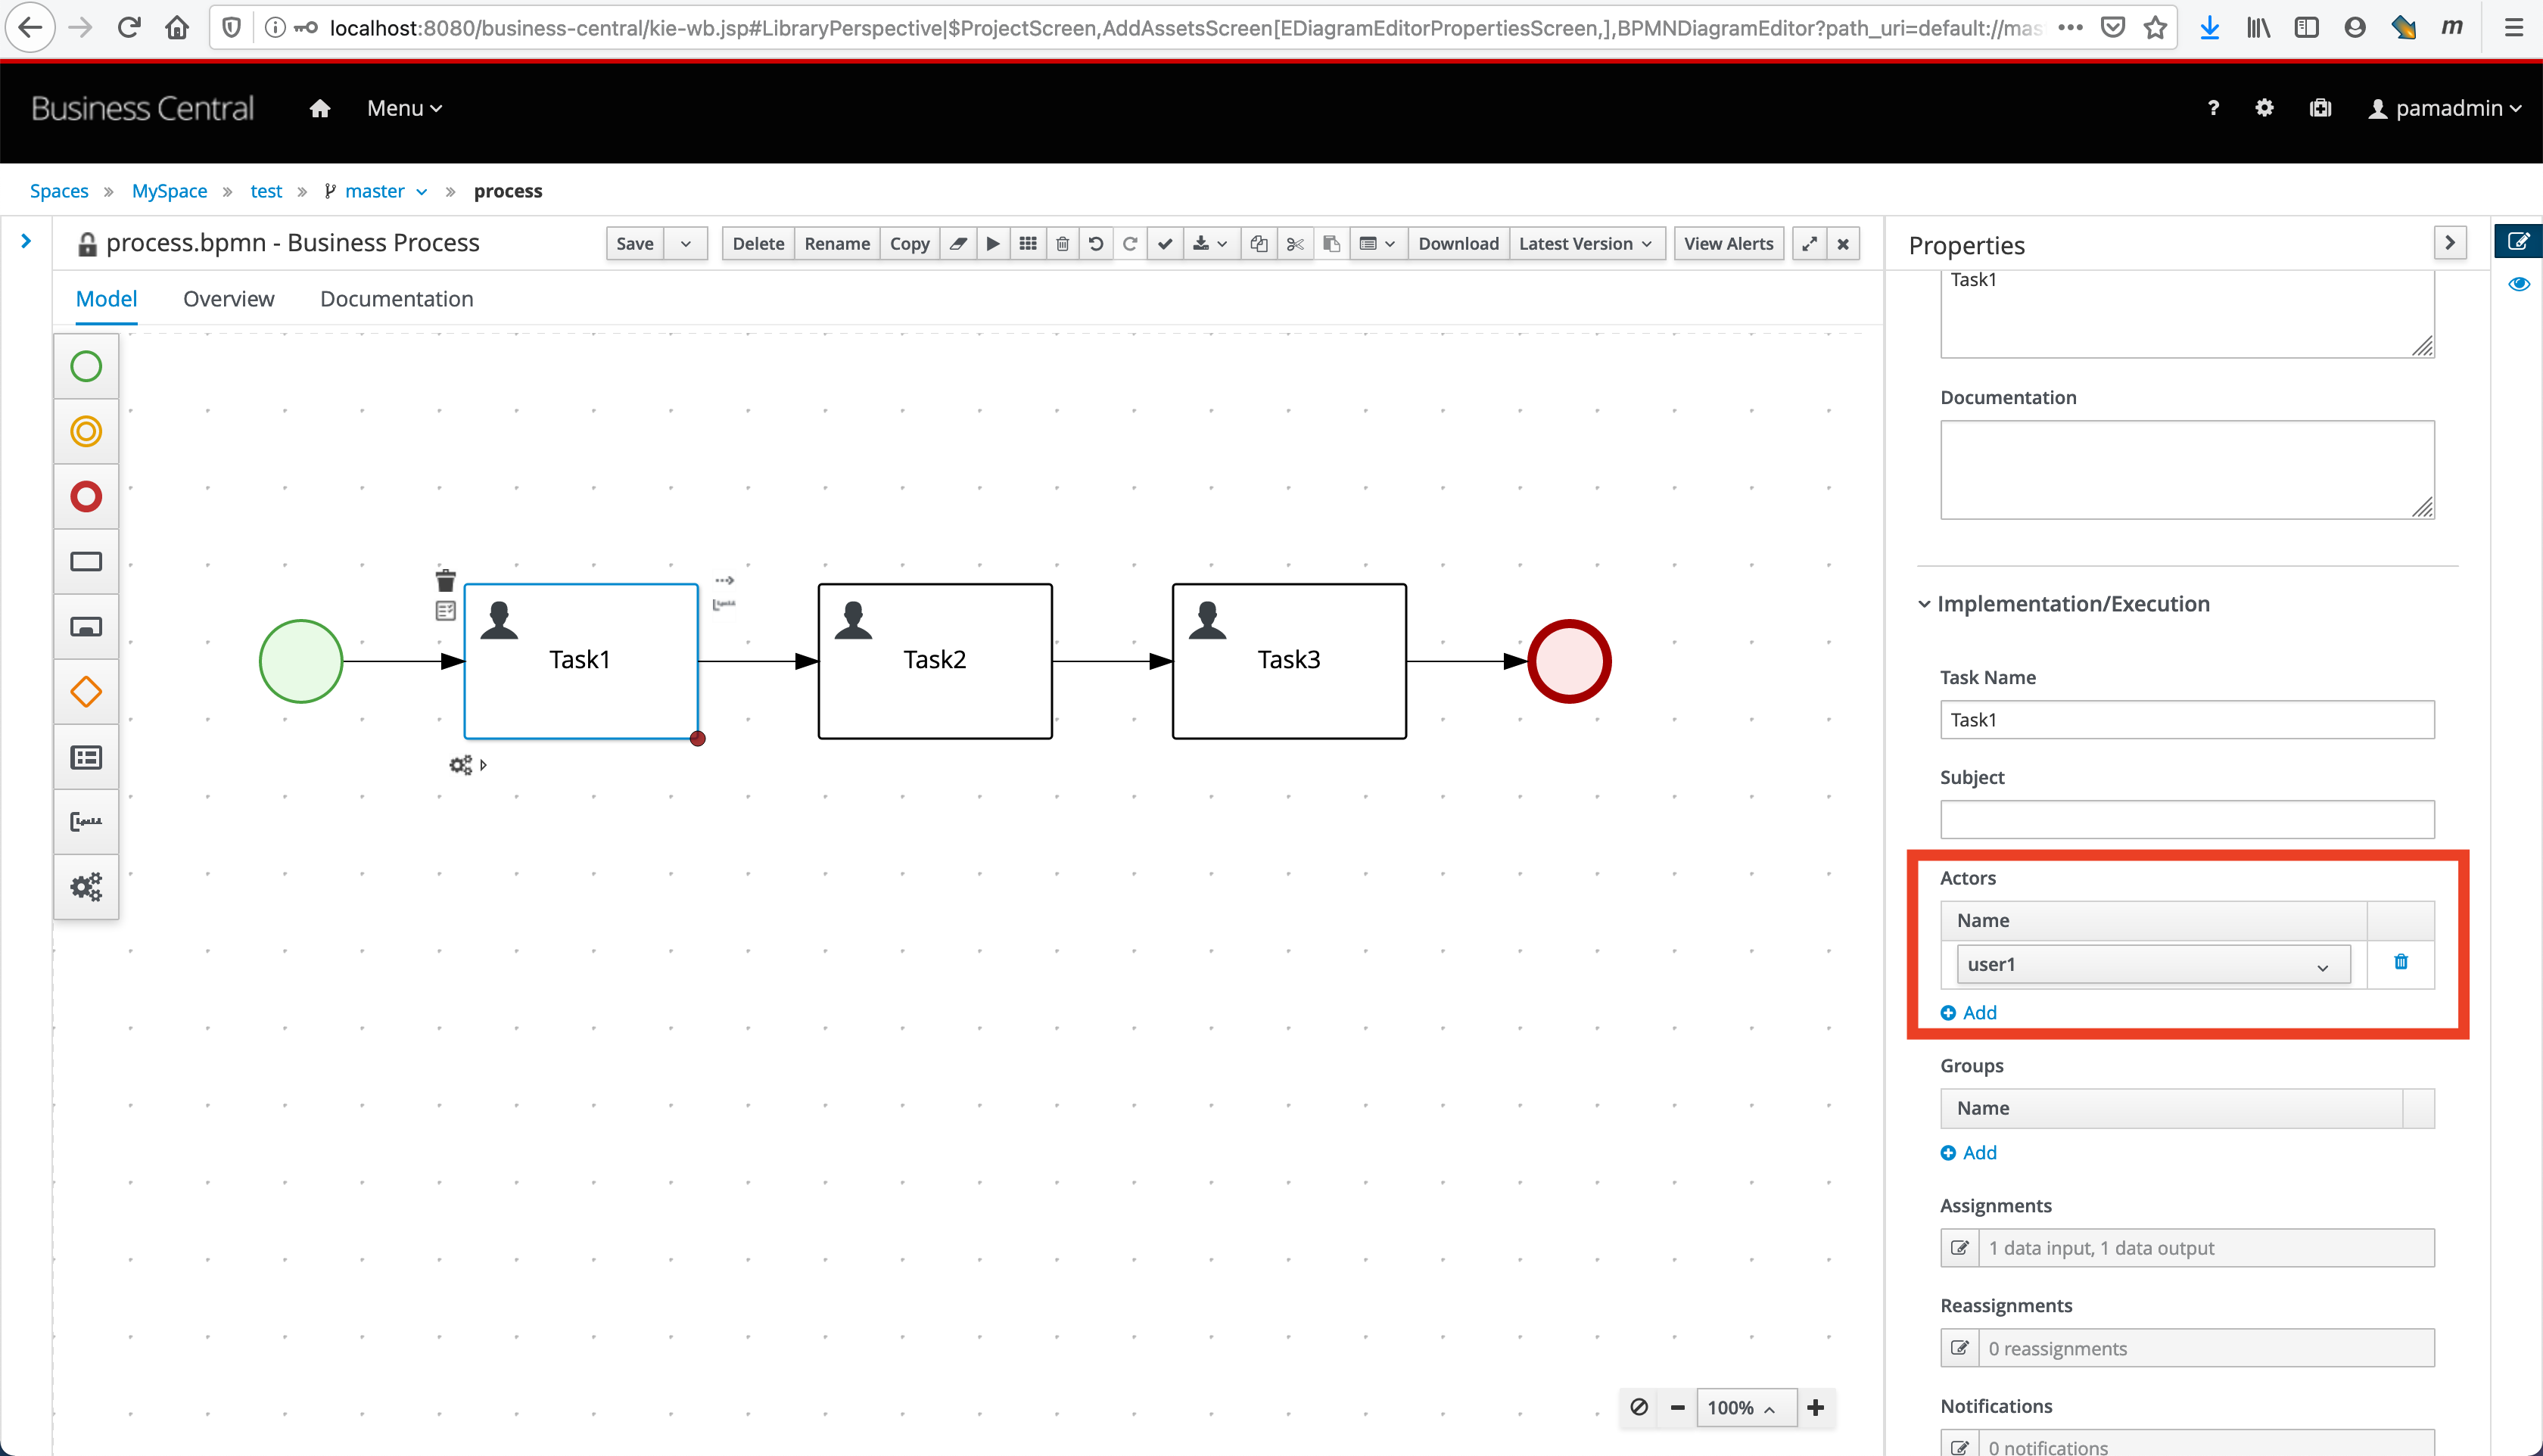 localhost:8080/business-central/kie-wb.jsp#LibraryPerspective|$ProjectScreen,AddAssetsScreen[EDiagramEditorPropertiesScreen,],BPMNDiagramEditor?path_uri=default://mas
Business Central
Menu
? pamadmin
Spaces » MySpace » test » master » process
process.bpmn - Business Process
Save
Delete
Rename
Copy
Download
Latest Version
View Alerts
Model
Overview
Documentation
Task1
Task2
Task3
100%
Properties
Task1
Documentation
Implementation/Execution
Task Name
Task1
Subject
Actors
Name
user1
Add
Groups
Name
Add
Assignments
1 data input, 1 data output
Reassignments
0 reassignments
Notifications
0 notifications